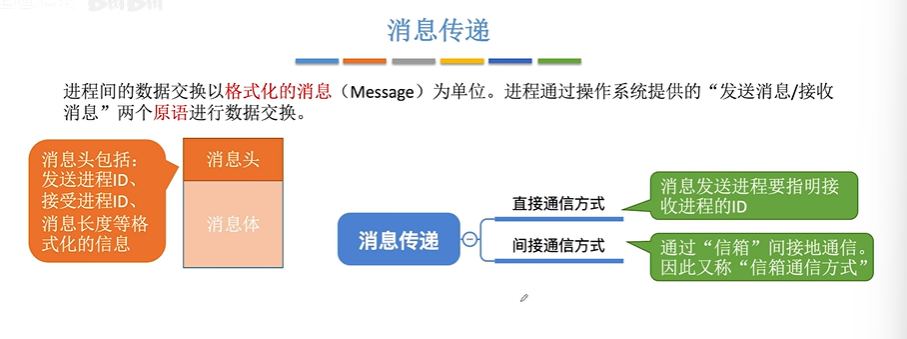 消息传递
进程间的数据交换以格式化的消息（Message）为单位。进程通过操作系统提供的“发送消息/接收
消息”两个原语进行数据交换。
消息头包括：
发送进程ID、
接受进程ID、
消息长度等格
式化的信息
消息头
消息体
消息传递
直接通信方式
消息发送进程要指明接
收进程的ID
间接通信方式
通过“信箱”间接地通信。
因此又称“信箱通信方式”